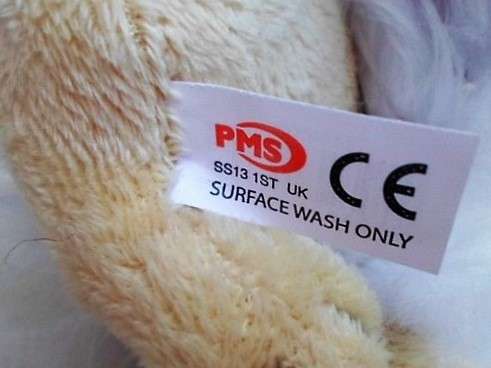 PMS
SS13 1ST UK CE
SURFACE WASH ONLY